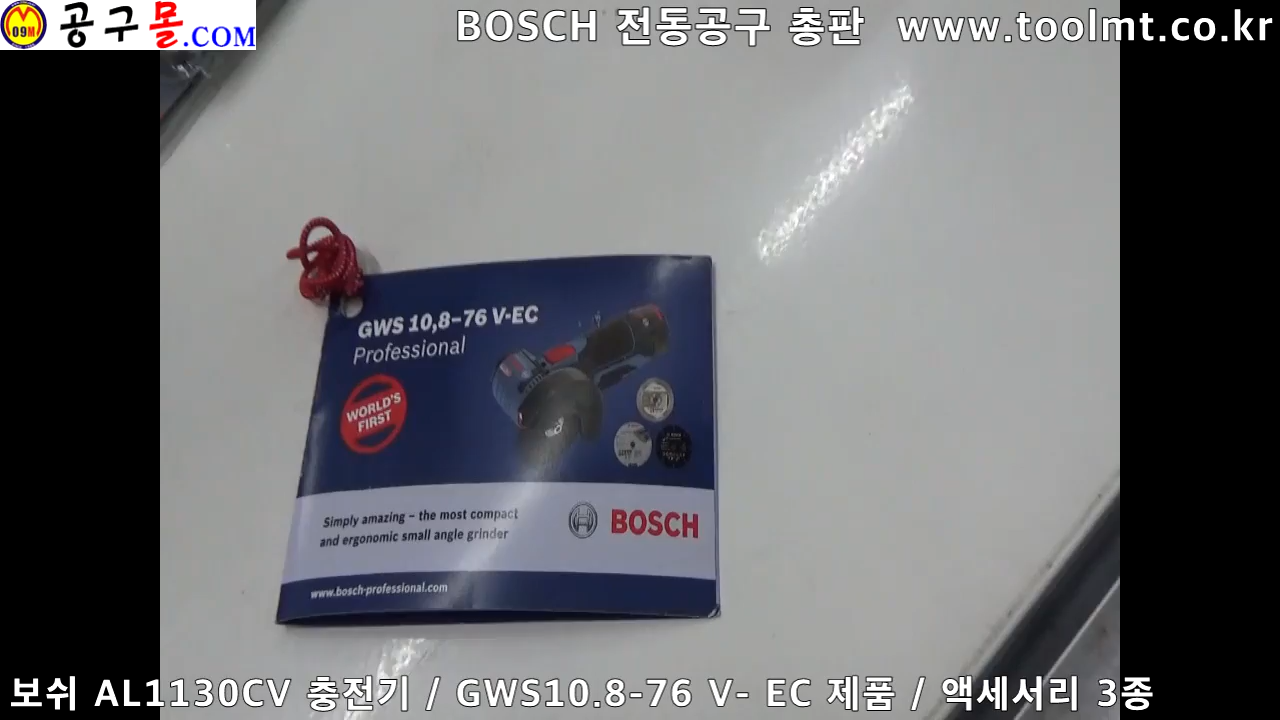 공구몰.COM
BOSCH 전동공구 총판 www.toolmt.co.kr
GWS 10,8-76 V-EC
Professional
WORLD'S
FIRST
Simply amazing – the most compact
and ergonomic small angle grinder
BOSCH
www.bosch-professional.com
보쉬 AL1130CV 충전기 / GWS10.8-76 V- EC 제품 / 액세서리 3종